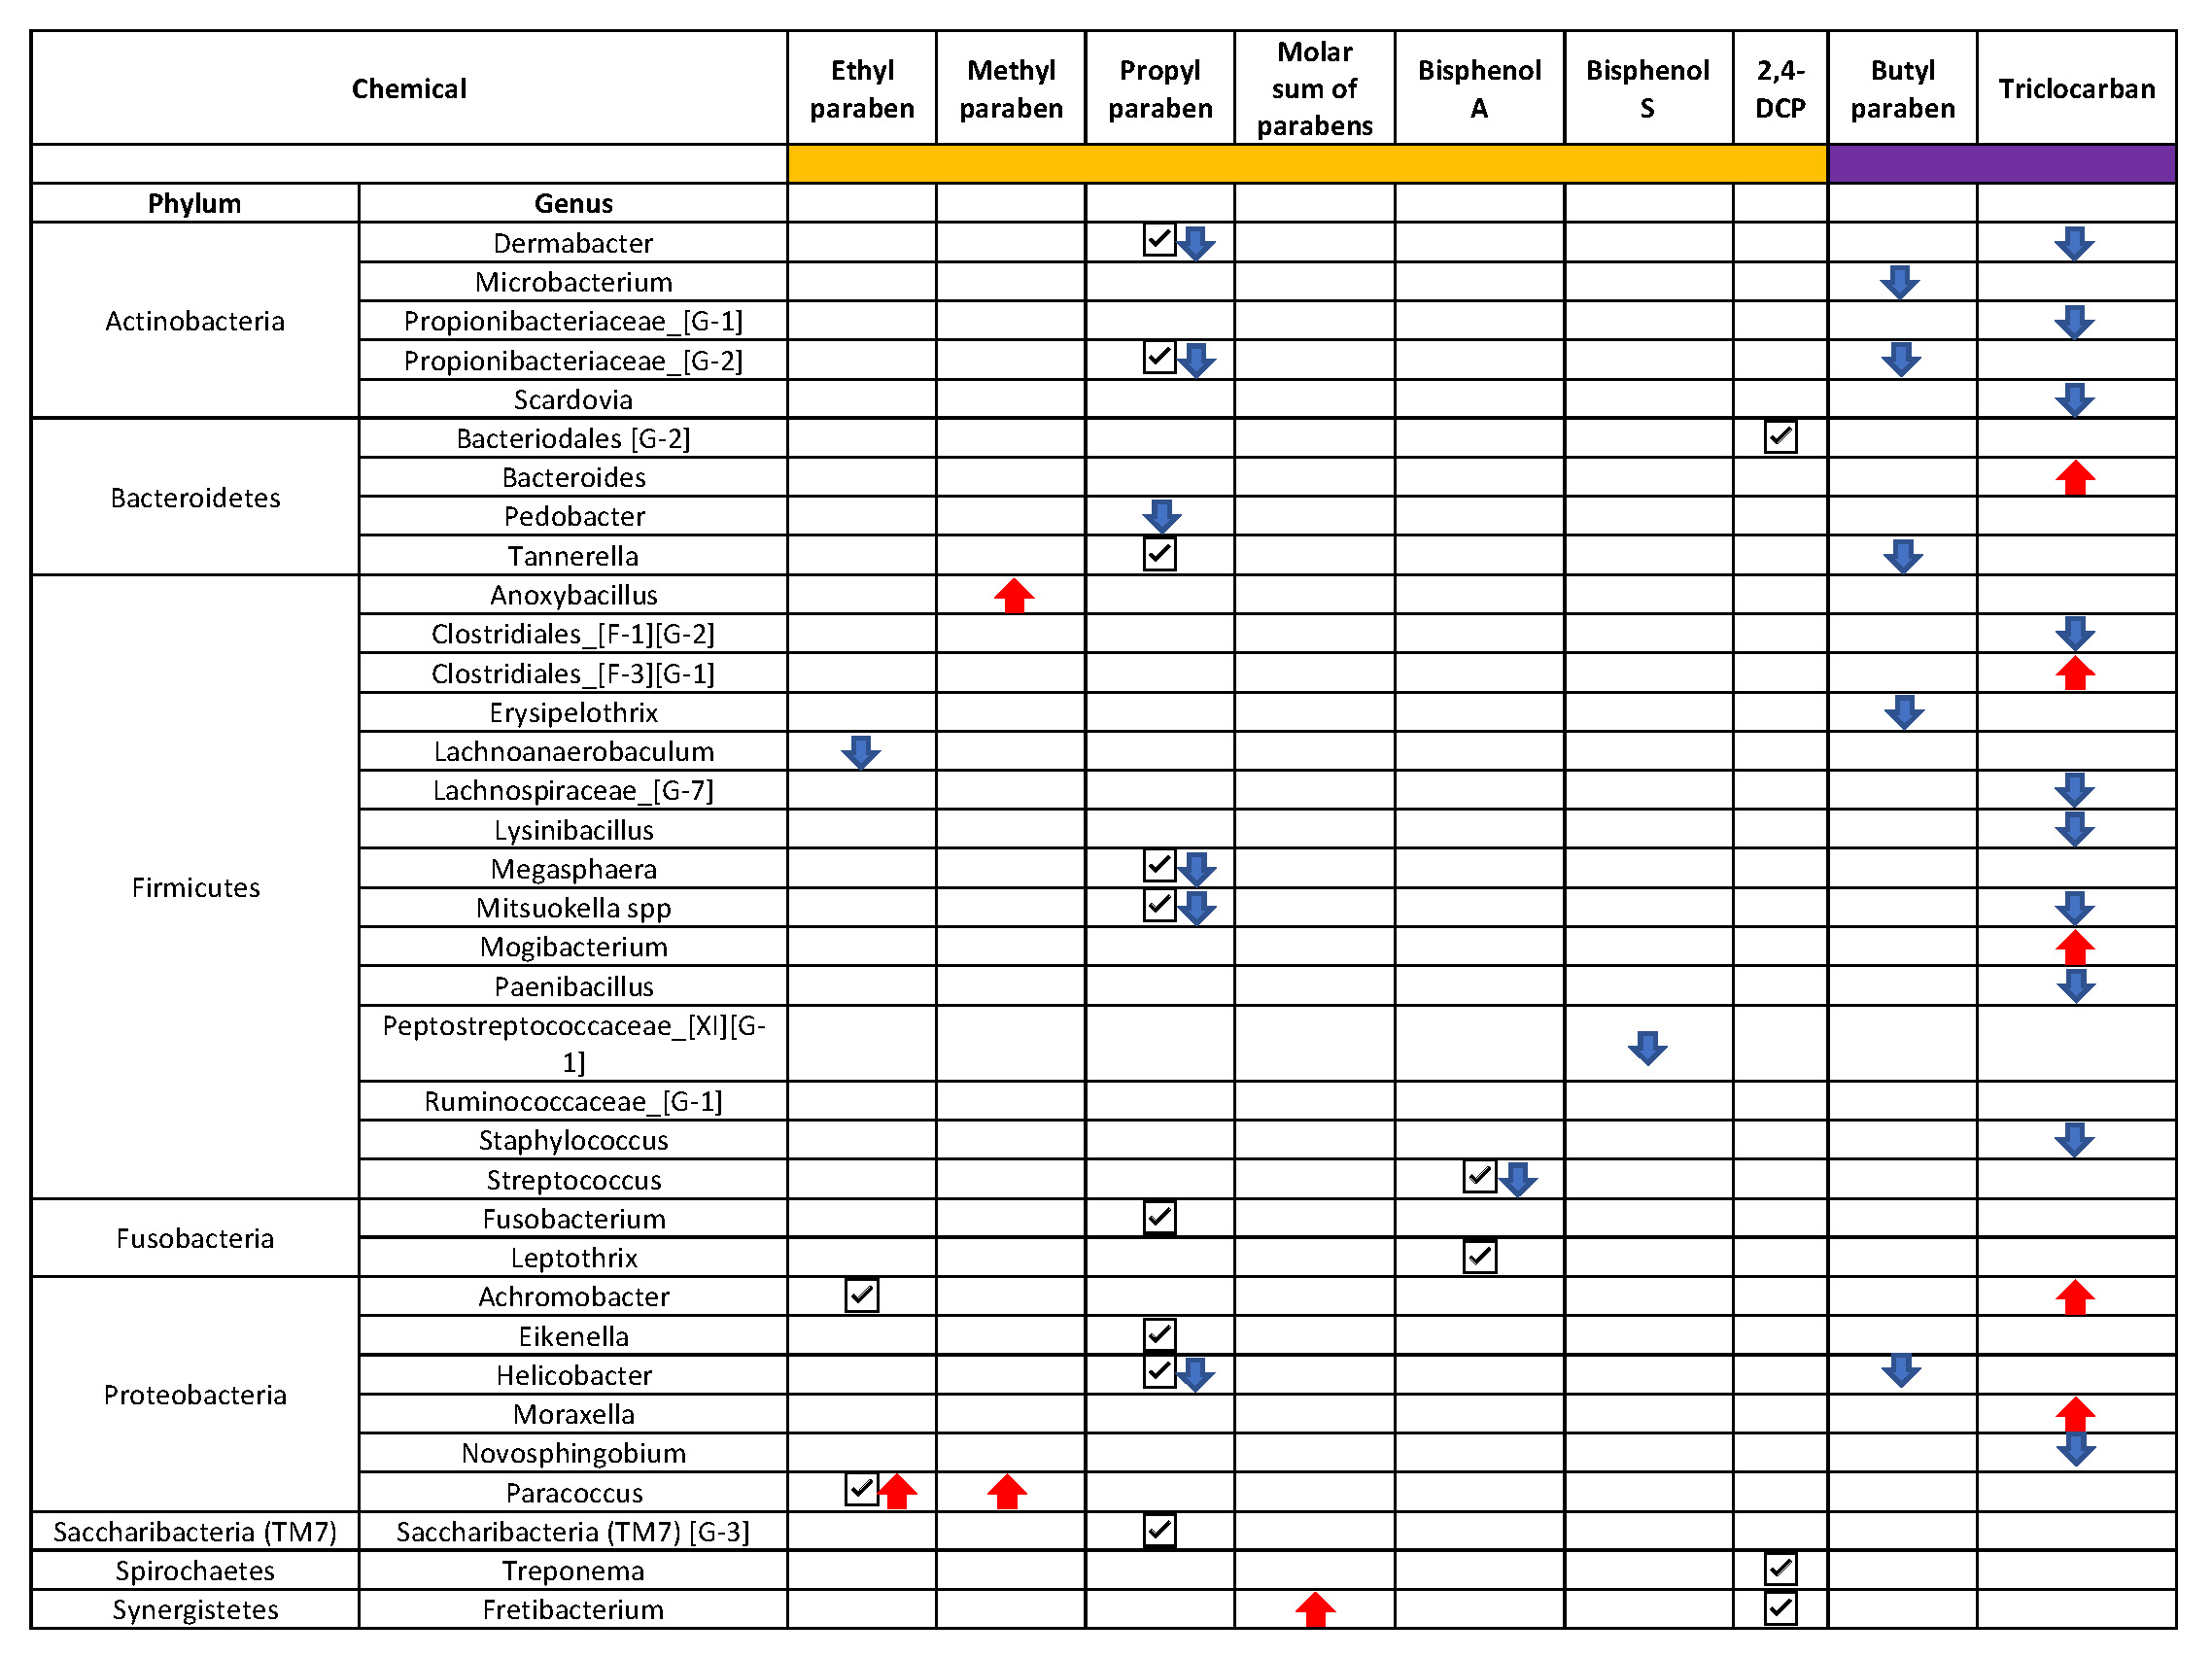 Chemical
Ethyl
paraben
Methyl
paraben
Propyl
paraben
Molar
sum of
parabens
Bisphenol
A
Bisphenol
S
2,4-
DCP
Butyl
paraben
Triclocarban
Phylum
Genus
Actinobacteria
Dermabacter
Microbacterium
Propionibacteriaceae_[G-1]
Propionibacteriaceae_[G-2]
Scardovia
Bacteroidetes
Bacteriodales [G-2]
Bacteroides
Pedobacter
Tannerella
Firmicutes
Anoxybacillus
Clostridiales_[F-1][G-2]
Clostridiales_[F-3][G-1]
Erysipelothrix
Lachnoanaerobaculum
Lachnospiraceae_[G-7]
Lysinibacillus
Megasphaera
Mitsuokella spp
Mogibacterium
Paenibacillus
Peptostreptococcaceae_[XI][G-
1]
Ruminococcaceae_[G-1]
Staphylococcus
Streptococcus
Fusobacteria
Fusobacterium
Leptothrix
Proteobacteria
Achromobacter
Eikenella
Helicobacter
Moraxella
Novosphingobium
Paracoccus
Saccharibacteria (TM7)
Saccharibacteria (TM7) [G-3]
Spirochaetes
Treponema
Synergistetes
Fretibacterium